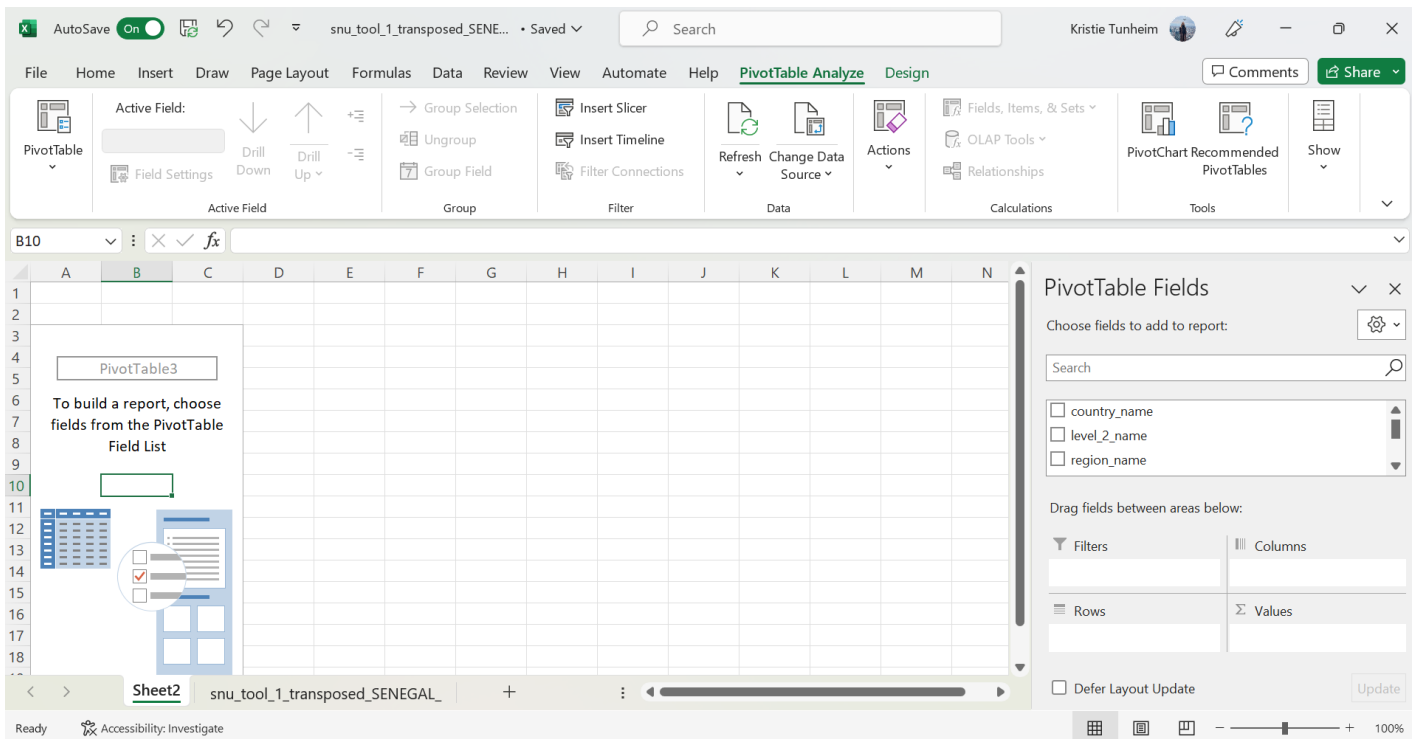 AutoSave On snu_tool_1_transposed_SENE... • Saved Search Kristie Tunheim
File Home Insert Draw Page Layout Formulas Data Review View Automate Help PivotTable Analyze Design Comments Share
PivotTable
Active Field:
Field Settings
Drill Down
Drill Up
Active Field
Group Selection
Ungroup
7 Group Field
Group
Insert Slicer
Insert Timeline
Filter Connections
Filter
Refresh
Change Data Source
Data
Actions
Fields, Items, & Sets
OLAP Tools
Relationships
Calculations
PivotChart
Recommended PivotTables
Tools
Show
B10 fx
A B C D E F G H I J K L M N
1
2
3
4
5
6
7
8
9
10
11
12
13
14
15
16
17
18
PivotTable3
To build a report, choose
fields from the PivotTable
Field List
PivotTable Fields
Choose fields to add to report:
Search
country_name
level_2_name
region_name
Drag fields between areas below:
Filters
Columns
Rows
Σ Values
Defer Layout Update Update
Sheet2 snu_tool_1_transposed_SENEGAL_ +
Ready Accessibility: Investigate 100%